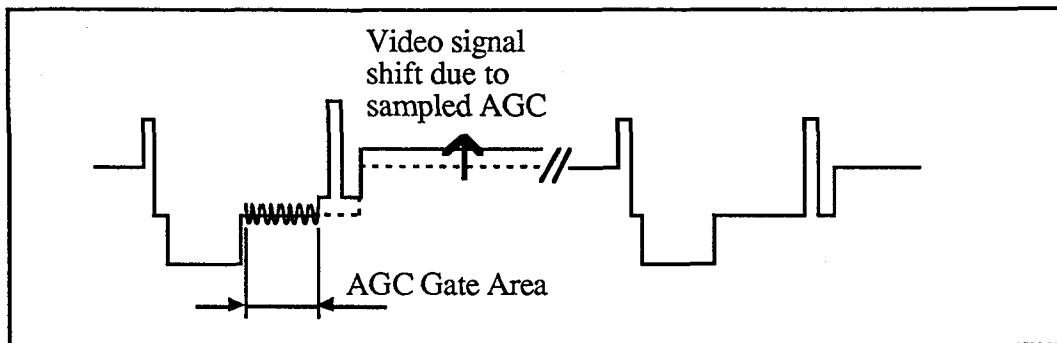 Video signal
shift due to
sampled AGC
AGC Gate Area